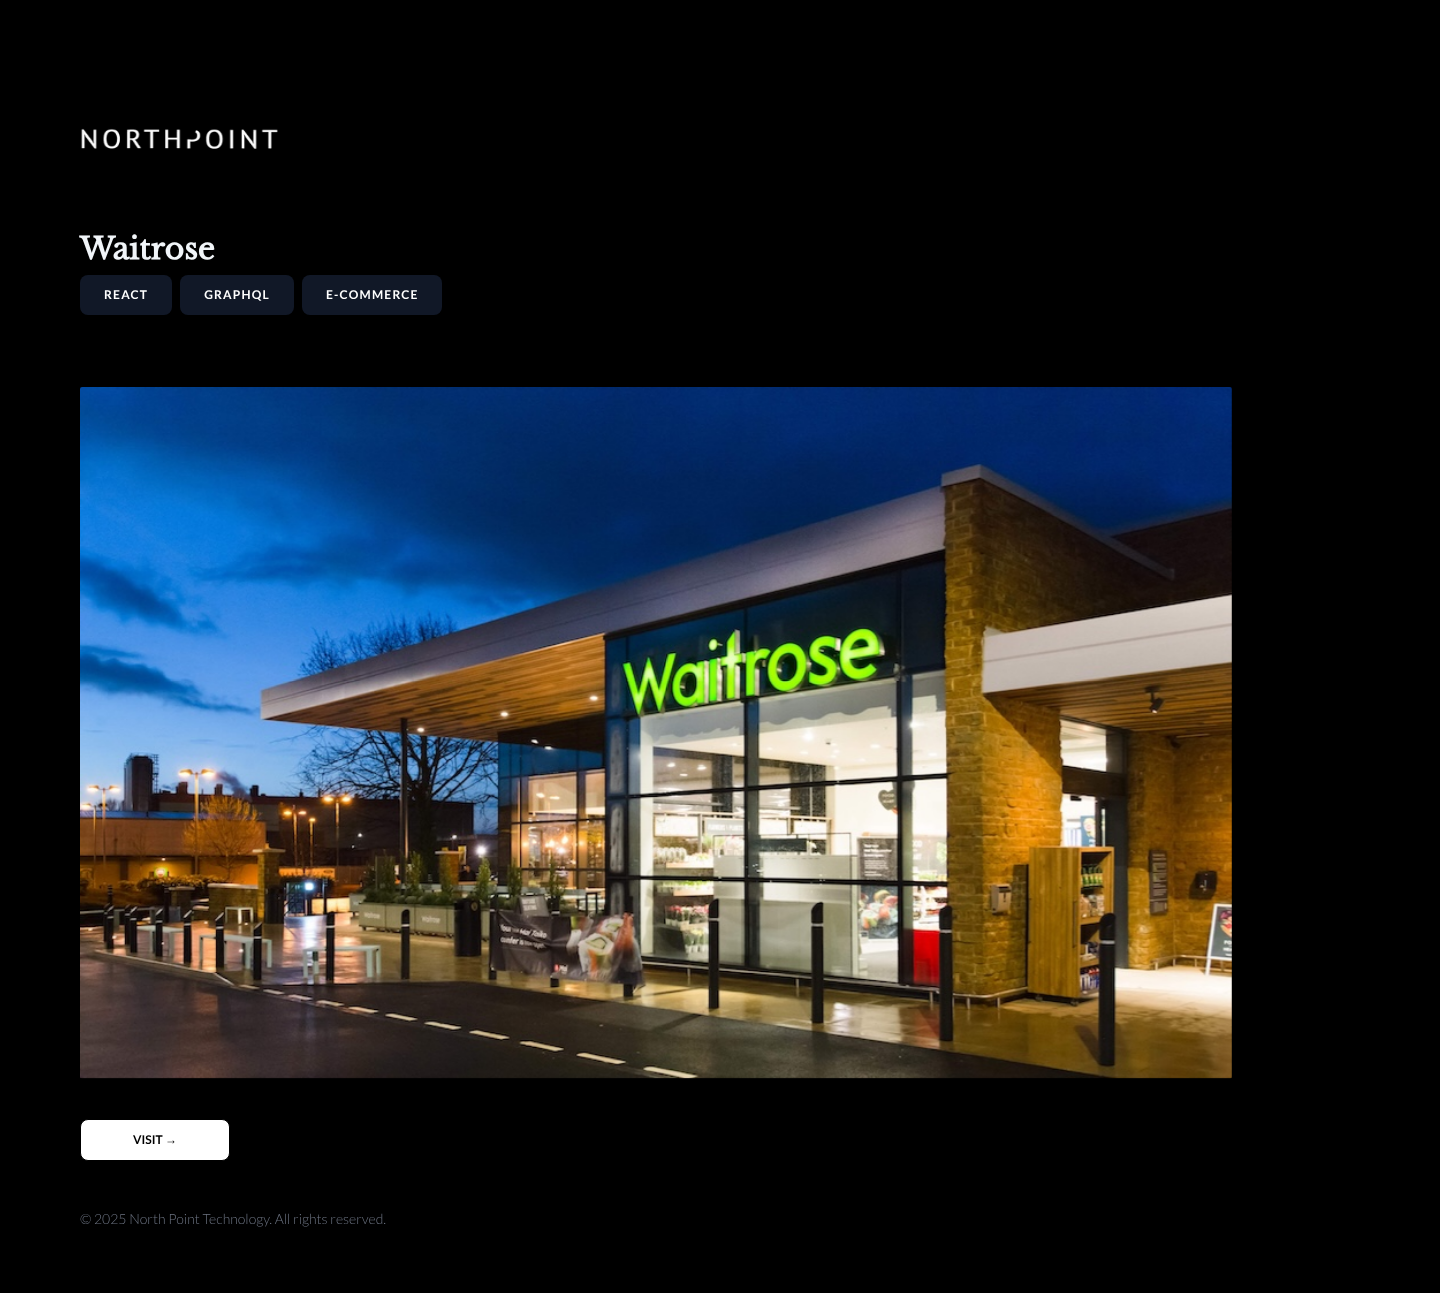 NORTHPOINT
Waitrose
REACT
GRAPHQL
E-COMMERCE
Waitrose
VISIT →
© 2025 North Point Technology. All rights reserved.